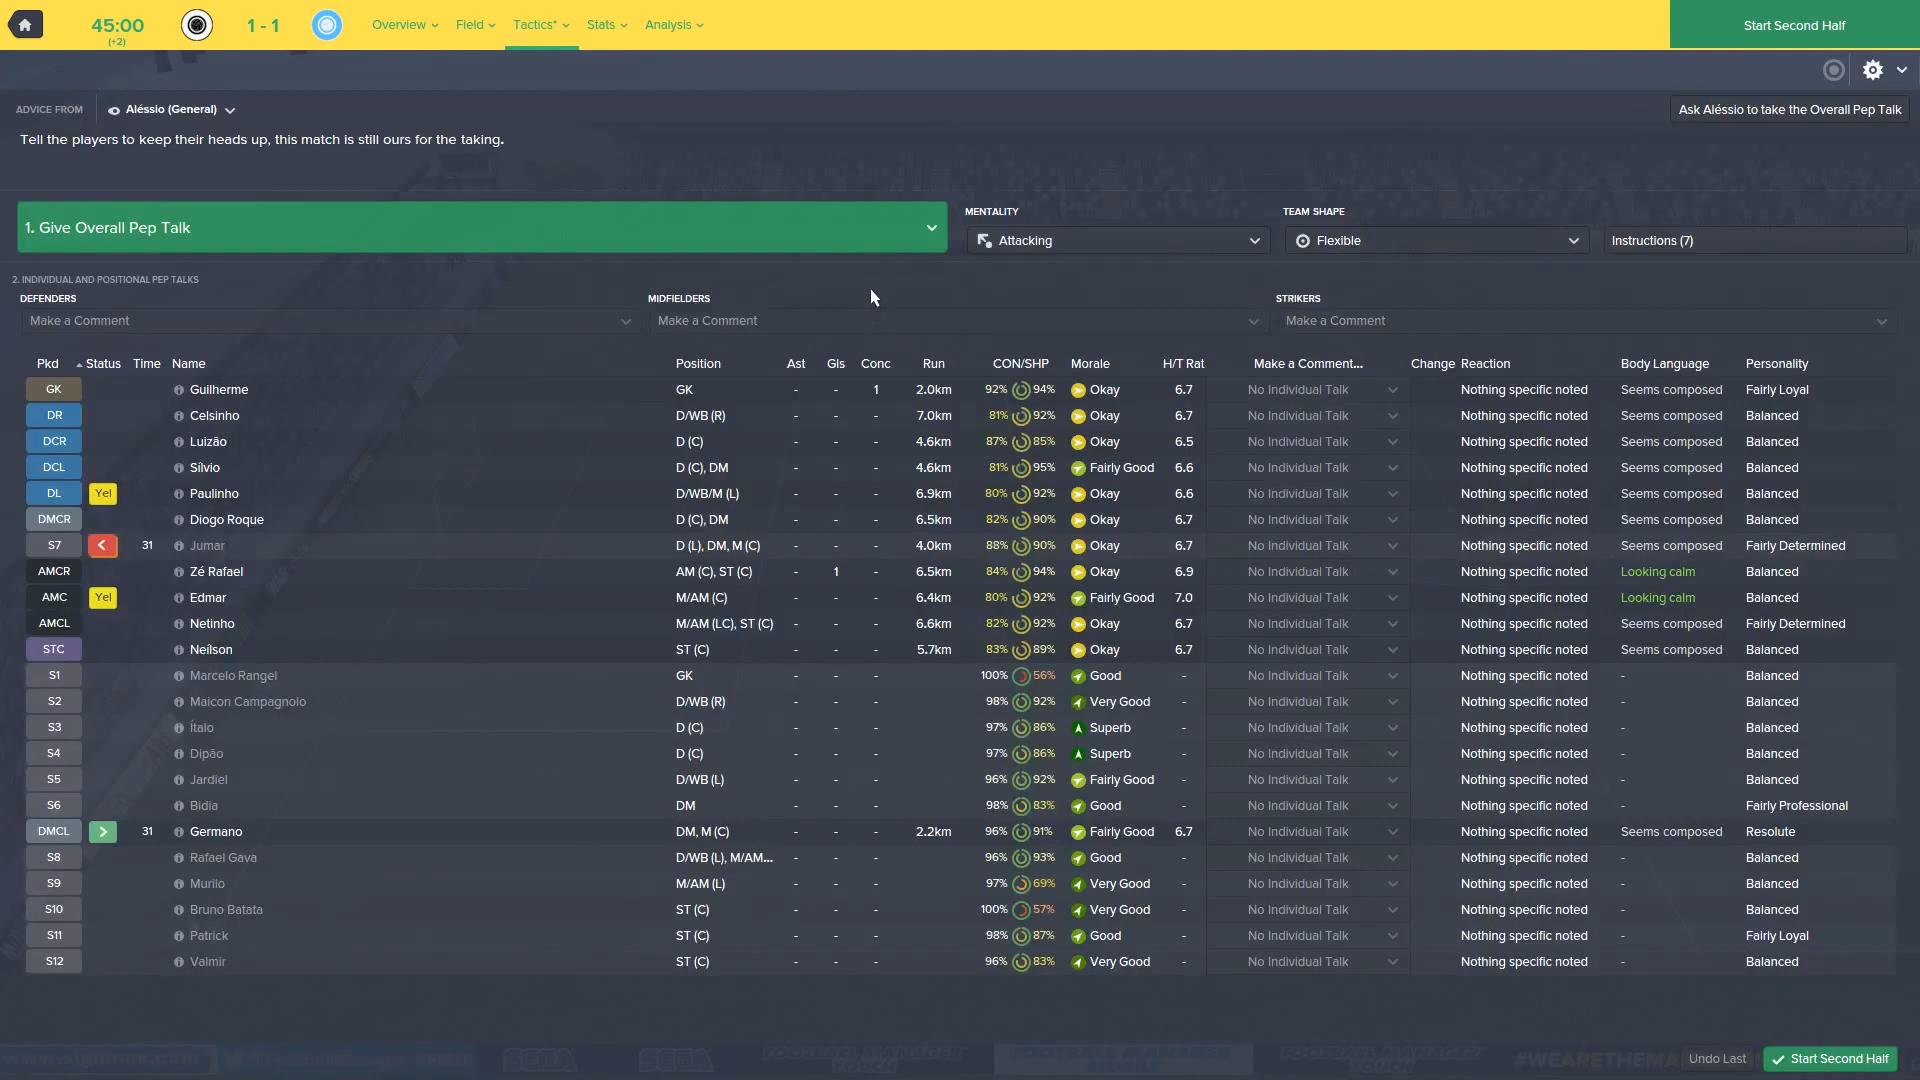 45:00
(+2)
1 - 1
Overview
Field
Tactics*
Stats
Analysis
Start Second Half
ADVICE FROM
Aléssio (General)
Ask Aléssio to take the Overall Pep Talk
Tell the players to keep their heads up, this match is still ours for the taking.
1. Give Overall Pep Talk
MENTALITY
Attacking
TEAM SHAPE
Flexible
Instructions (7)
2. INDIVIDUAL AND POSITIONAL PEP TALKS
DEFENDERS MIDFIELDERS STRIKERS
Make a Comment Make a Comment Make a Comment
Pkd Status Time Name Position Ast Gls Conc Run CON/SHP Morale H/T Rat Make a Comment... Change Reaction Body Language Personality
GK Guilherme GK - - 1 2.0km 92% 94% Okay 6.7 No Individual Talk Nothing specific noted Seems composed Fairly Loyal
DR Celsinho D/WB (R) - - - 7.0km 81% 92% Okay 6.7 No Individual Talk Nothing specific noted Seems composed Balanced
DCR Luizão D (C) - - - 4.6km 87% 85% Okay 6.5 No Individual Talk Nothing specific noted Seems composed Balanced
DCL Sílvio D (C), DM - - - 4.6km 81% 95% Fairly Good 6.6 No Individual Talk Nothing specific noted Seems composed Balanced
DL Yel Paulinho D/WB/M (L) - - - 6.9km 80% 92% Okay 6.6 No Individual Talk Nothing specific noted Seems composed Balanced
DMCR Diogo Roque D (C), DM - - - 6.5km 82% 90% Okay 6.7 No Individual Talk Nothing specific noted Seems composed Balanced
S7 31 Jumar D (L), DM, M (C) - - - 4.0km 88% 90% Okay 6.7 No Individual Talk Nothing specific noted Seems composed Fairly Determined
AMCR Zé Rafael AM (C), ST (C) - 1 - 6.5km 84% 94% Okay 6.9 No Individual Talk Nothing specific noted Looking calm Balanced
AMC Yel Edmar M/AM (C) - - - 6.4km 80% 92% Fairly Good 7.0 No Individual Talk Nothing specific noted Looking calm Balanced
AMCL Netinho M/AM (LC), ST (C) - - - 6.6km 82% 92% Okay 6.7 No Individual Talk Nothing specific noted Seems composed Fairly Determined
STC Neílson ST (C) - - - 5.7km 83% 89% Okay 6.7 No Individual Talk Nothing specific noted Seems composed Balanced
S1 Marcelo Rangel GK - - - 100% 56% Good - No Individual Talk Nothing specific noted - Balanced
S2 Maicon Campagnolo D/WB (R) - - - 98% 92% Very Good - No Individual Talk Nothing specific noted - Balanced
S3 Ítalo D (C) - - - 97% 86% Superb - No Individual Talk Nothing specific noted - Balanced
S4 Dipão D (C) - - - 97% 86% Superb - No Individual Talk Nothing specific noted - Balanced
S5 Jardiel D/WB (L) - - - 96% 92% Fairly Good - No Individual Talk Nothing specific noted - Balanced
S6 Bidia DM - - - 98% 83% Good - No Individual Talk Nothing specific noted - Fairly Professional
DMCL 31 Germano DM, M (C) - - - 2.2km 96% 91% Fairly Good 6.7 No Individual Talk Nothing specific noted Seems composed Resolute
S8 Rafael Gava D/WB (L), M/AM... - - - 96% 93% Good - No Individual Talk Nothing specific noted - Balanced
S9 Murilo M/AM (L) - - - 97% 69% Very Good - No Individual Talk Nothing specific noted - Balanced
S10 Bruno Batata ST (C) - - - 100% 57% Very Good - No Individual Talk Nothing specific noted - Balanced
S11 Patrick ST (C) - - - 98% 87% Good - No Individual Talk Nothing specific noted - Fairly Loyal
S12 Valmir ST (C) - - - 96% 83% Very Good - No Individual Talk Nothing specific noted - Balanced
SEGA SEGA #WEARETHEMA
Undo Last
Start Second Half